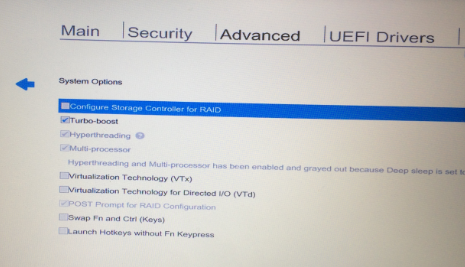 Main Security Advanced UEFI Drivers
System Options
Configure Storage Controller for RAID
Turbo-boost
Hyperthreading
Multi-processor
Hyperthreading and Multi-processor has been enabled and grayed out because Deep sleep is set to
Virtualization Technology (VTx)
Virtualization Technology for Directed I/O (VTd)
POST Prompt for RAID Configuration
Swap Fn and Ctrl (Keys)
Launch Hotkeys without Fn Keypress